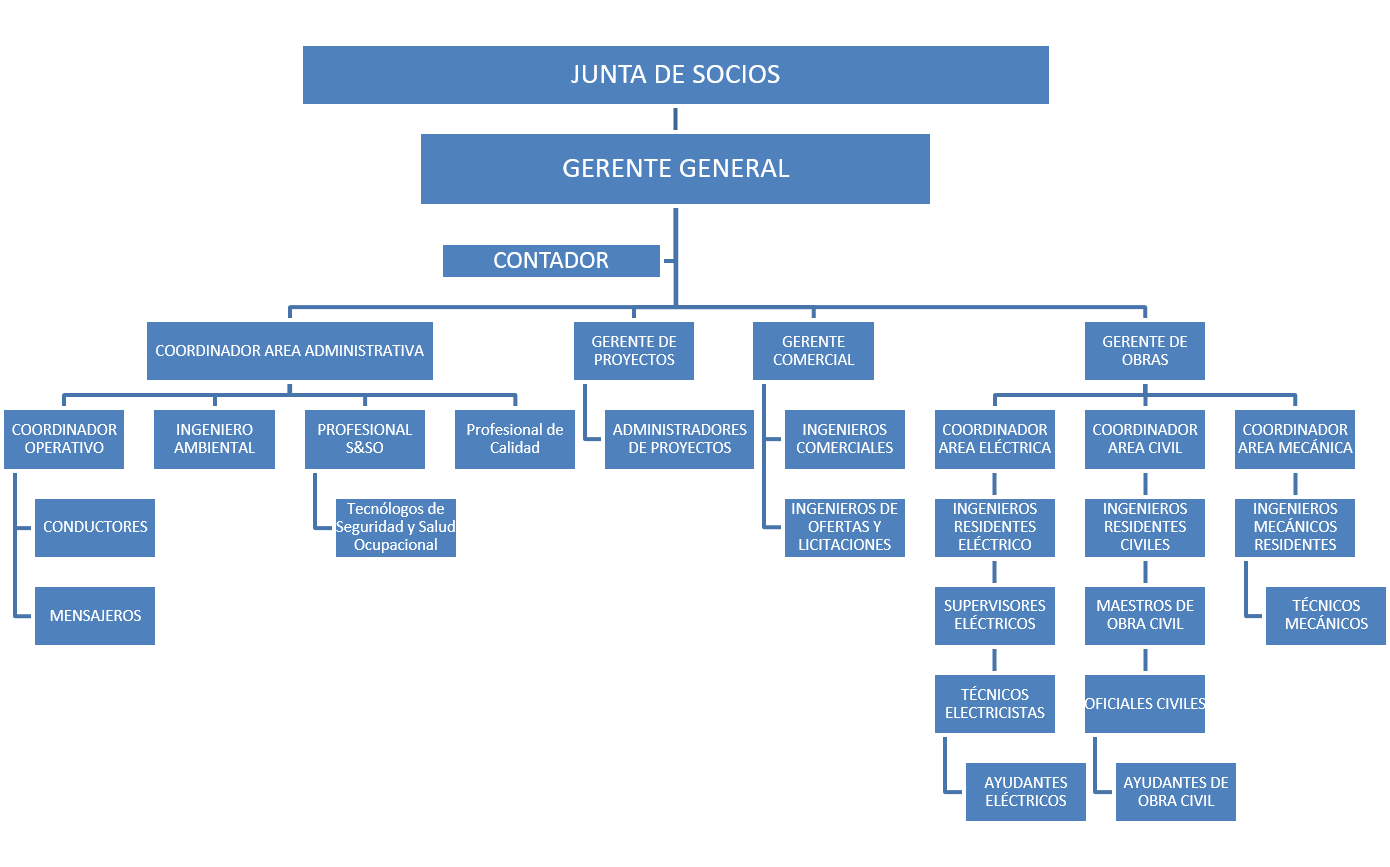 JUNTA DE SOCIOS
GERENTE GENERAL
CONTADOR
COORDINADOR AREA ADMINISTRATIVA
GERENTE DE
PROYECTOS
GERENTE
COMERCIAL
GERENTE DE
OBRAS
COORDINADOR
OPERATIVO
INGENIERO
AMBIENTAL
PROFESIONAL
S&SO
Profesional de
Calidad
ADMINISTRADORES
DE PROYECTOS
INGENIEROS
COMERCIALES
COORDINADOR
AREA ELÉCTRICA
COORDINADOR
AREA CIVIL
COORDINADOR
AREA MECÁNICA
CONDUCTORES
Tecnólogos de
Seguridad y Salud
Ocupacional
INGENIEROS DE
OFERTAS Y
LICITACIONES
INGENIEROS
RESIDENTES
ELÉCTRICO
INGENIEROS
RESIDENTES
CIVILES
INGENIEROS
MECÁNICOS
RESIDENTES
MENSAJEROS
SUPERVISORES
ELÉCTRICOS
MAESTROS DE
OBRA CIVIL
TÉCNICOS
MECÁNICOS
TÉCNICOS
ELECTRICISTAS
OFICIALES CIVILES
AYUDANTES
ELÉCTRICOS
AYUDANTES DE
OBRA CIVIL